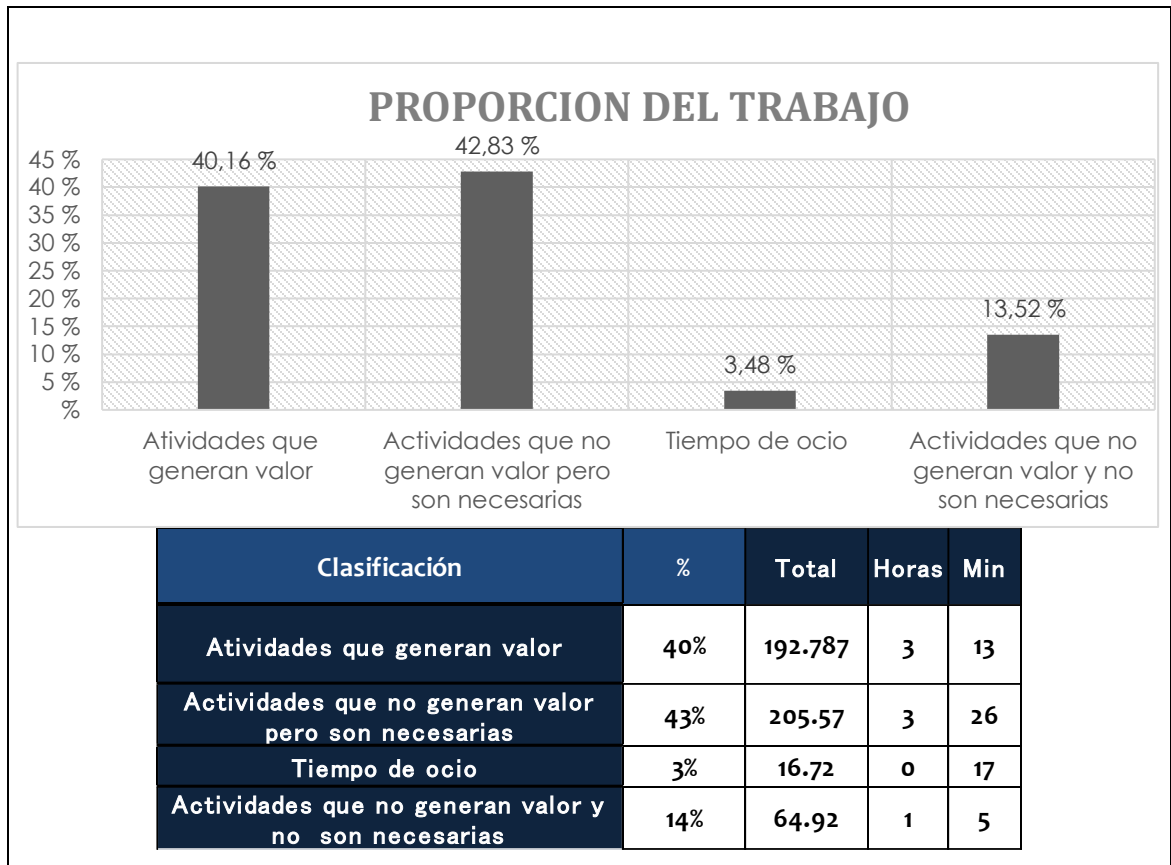 PROPORCION DEL TRABAJO
45 %
40 %
35 %
30 %
25 %
20 %
15 %
10 %
5 %
%
40,16 %
42,83 %
3,48 %
13,52 %
Atividades que
generan valor
Actividades que no
generan valor pero
son necesarias
Tiempo de ocio
Actividades que no
generan valor y no
son necesarias
Clasificación % Total Horas Min
Atividades que generan valor 40% 192.787 3 13
Actividades que no generan valor
pero son necesarias 43% 205.57 3 26
Tiempo de ocio 3% 16.72 0 17
Actividades que no generan valor y
no son necesarias 14% 64.92 1 5